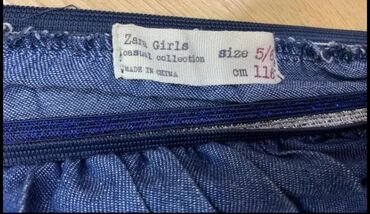 Zara Girls
casual collection
MADE IN CHINA
size 5/6
cm 116